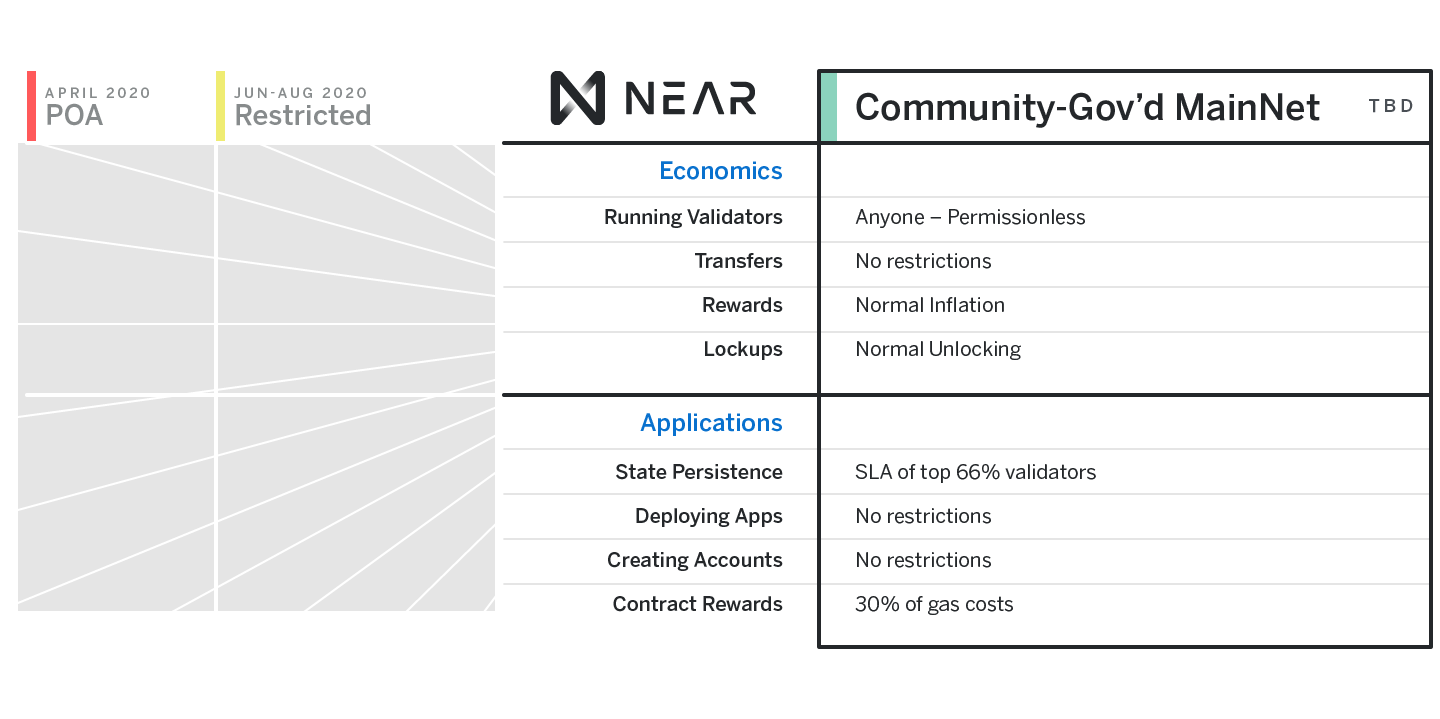 APRIL 2020
POA
JUN-AUG 2020
Restricted
NEAR
Community-Gov’d MainNet TBD
Economics
Running Validators Anyone – Permissionless
Transfers No restrictions
Rewards Normal Inflation
Lockups Normal Unlocking
Applications
State Persistence SLA of top 66% validators
Deploying Apps No restrictions
Creating Accounts No restrictions
Contract Rewards 30% of gas costs